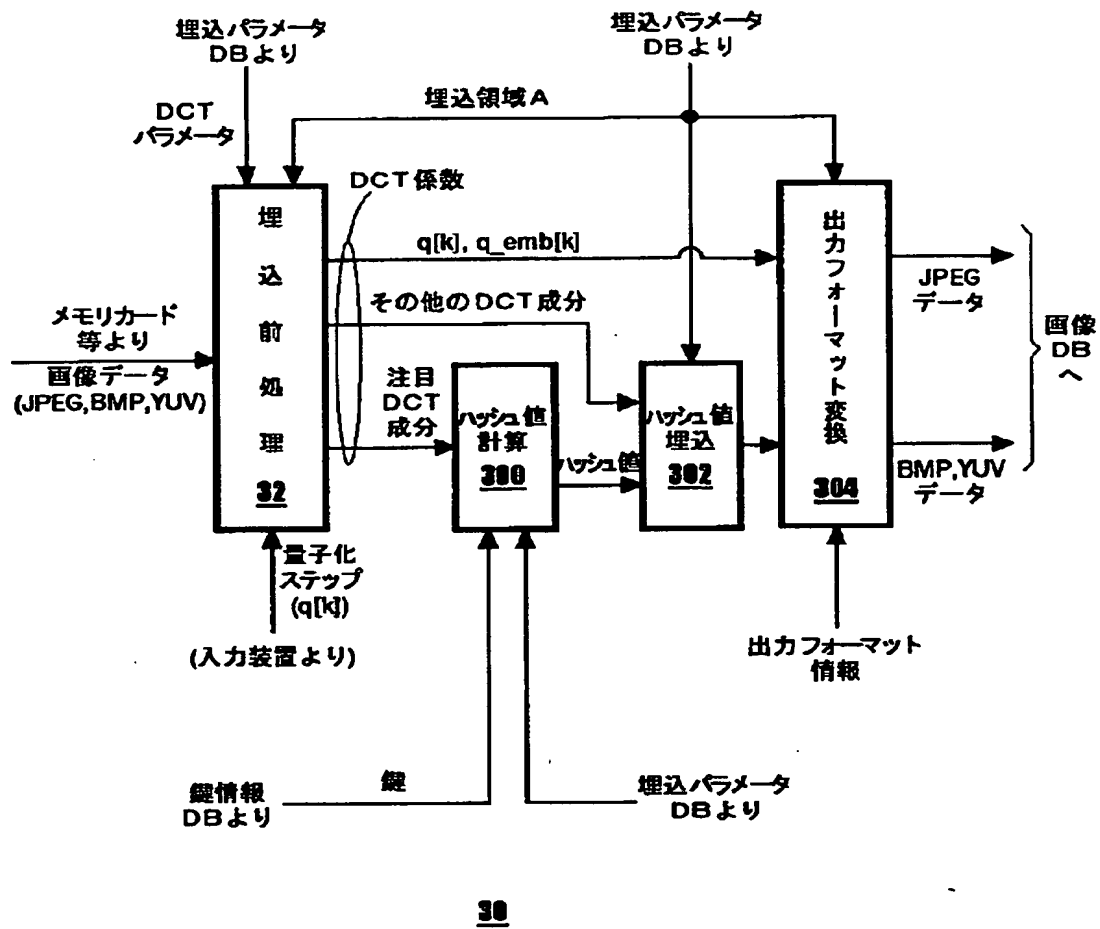 埋込パラメータ
DBより
埋込パラメータ
DBより
DCT
パラメータ
埋込領域A
DCT係数
埋込前処理
32
q[k], q_emb[k]
その他のDCT成分
メモリカード
等より
画像データ
(JPEG,BMP,YUV)
注目
DCT
成分
ハッシュ値
計算
300
ハッシュ値
ハッシュ値
埋込
302
出力フォーマット変換
304
JPEG
データ
BMP,YUV
データ
画像
DB
へ
量子化
ステップ
(q[k])
(入力装置より)
出力フォーマット
情報
鍵情報
DBより
鍵
埋込パラメータ
DBより
30